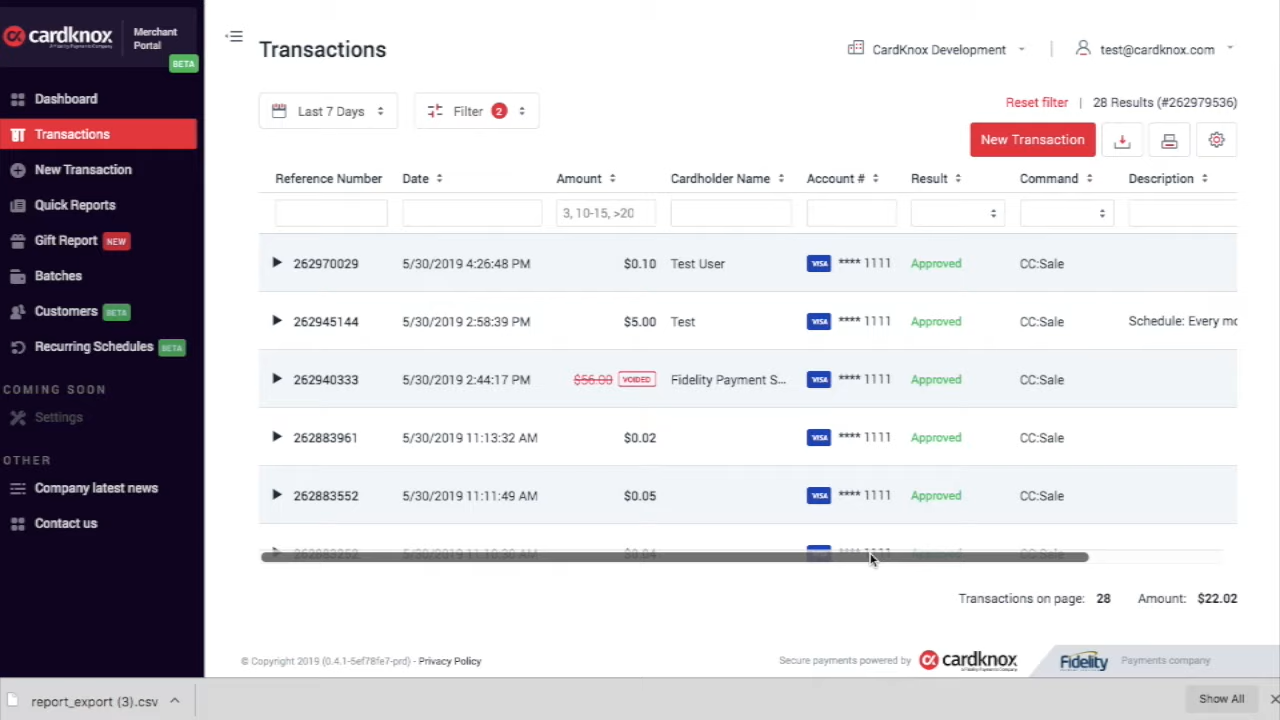 cardknox
A Fidelity Payments Company
Merchant
Portal
BETA
Dashboard
Transactions
New Transaction
Quick Reports
Gift Report NEW
Batches
Customers BETA
Recurring Schedules BETA
COMING SOON
Settings
OTHER
Company latest news
Contact us
Transactions
CardKnox Development | test@cardknox.com
Last 7 Days Filter 2
Reset filter | 28 Results (#262979536)
New Transaction
Reference Number Date Amount Cardholder Name Account # Result Command Description
3, 10-15, >20
262970029 5/30/2019 4:26:48 PM $0.10 Test User VISA **** 1111 Approved CC:Sale
262945144 5/30/2019 2:58:39 PM $5.00 Test VISA **** 1111 Approved CC:Sale Schedule: Every mo
262940333 5/30/2019 2:44:17 PM $56.00 VOIDED Fidelity Payment S... VISA **** 1111 Approved CC:Sale
262883961 5/30/2019 11:13:32 AM $0.02 VISA **** 1111 Approved CC:Sale
262883552 5/30/2019 11:11:49 AM $0.05 VISA **** 1111 Approved CC:Sale
Transactions on page: 28 Amount: $22.02
© Copyright 2019 (0.4.1-5ef78fe7-prd) - Privacy Policy
Secure payments powered by cardknox
A Fidelity Payments Company
Fidelity Payments company
report_export (3).csv
Show All